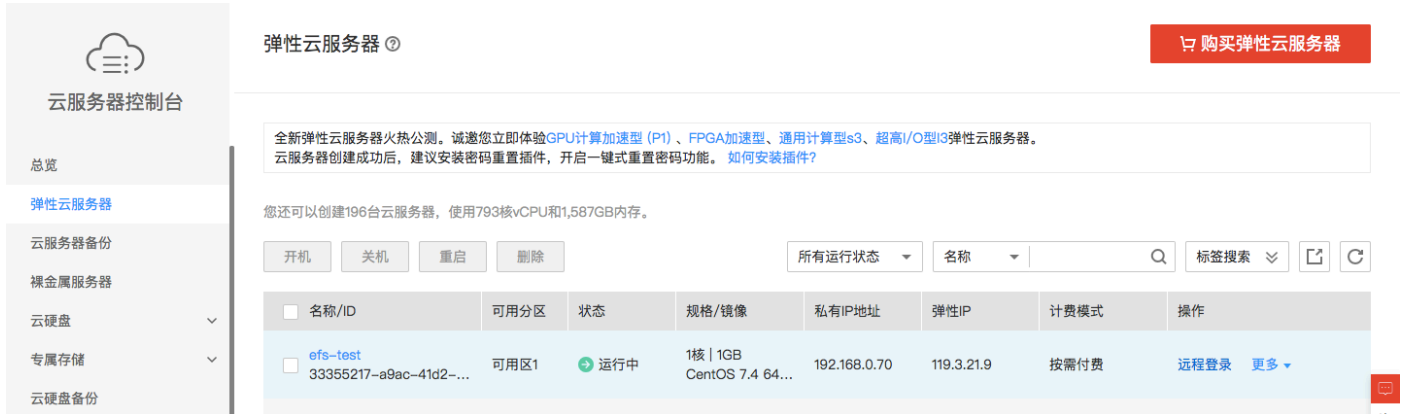 云服务器控制台
总览
弹性云服务器
云服务器备份
裸金属服务器
云硬盘
专属存储
云硬盘备份
弹性云服务器
购买弹性云服务器
全新弹性云服务器火热公测。诚邀您立即体验GPU计算加速型 (P1) 、FPGA加速型、通用计算型s3、超高I/O型I3弹性云服务器。
云服务器创建成功后，建议安装密码重置插件，开启一键式重置密码功能。 如何安装插件?
您还可以创建196台云服务器，使用793核vCPU和1,587GB内存。
开机 关机 重启 删除 所有运行状态 名称 标签搜索
名称/ID 可用分区 状态 规格/镜像 私有IP地址 弹性IP 计费模式 操作
efs-test 可用区1 运行中 1核 | 1GB 192.168.0.70 119.3.21.9 按需付费 远程登录 更多
33355217-a9ac-41d2-... CentOS 7.4 64...